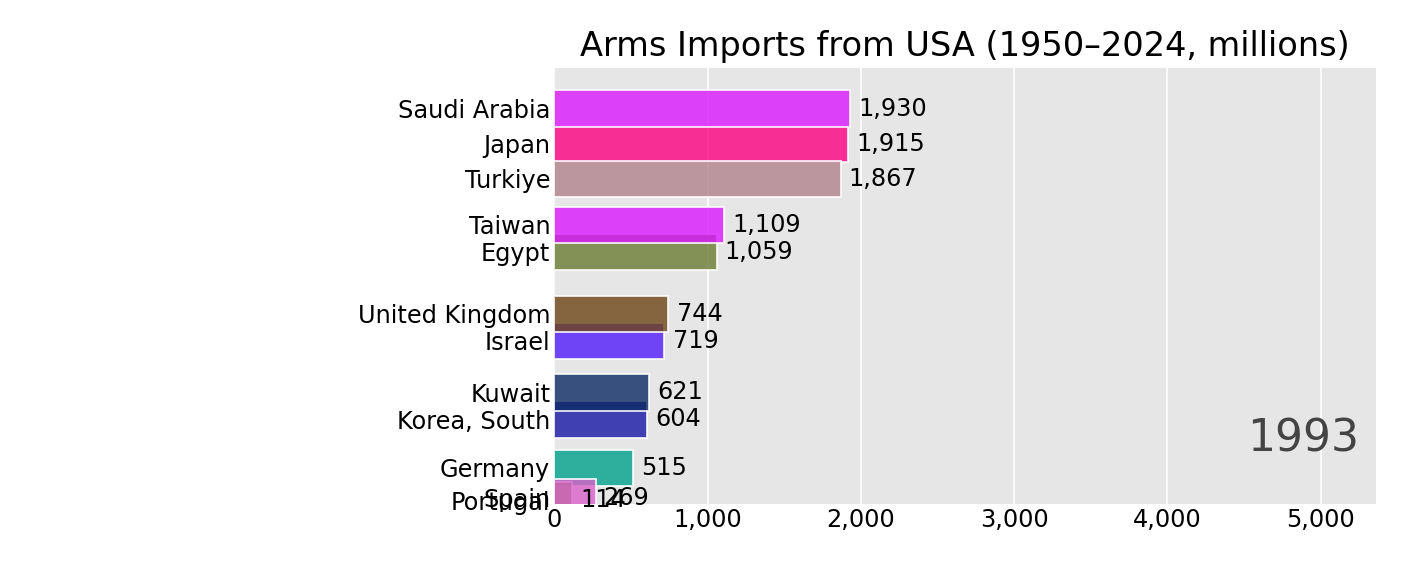 Arms Imports from USA (1950–2024, millions)
Saudi Arabia 1,930
Japan 1,915
Turkiye 1,867
Taiwan 1,109
Egypt 1,059
United Kingdom 744
Israel 719
Kuwait 621
Korea, South 604
1993
Germany 515
Spain 269
Portugal 114
0 1,000 2,000 3,000 4,000 5,000